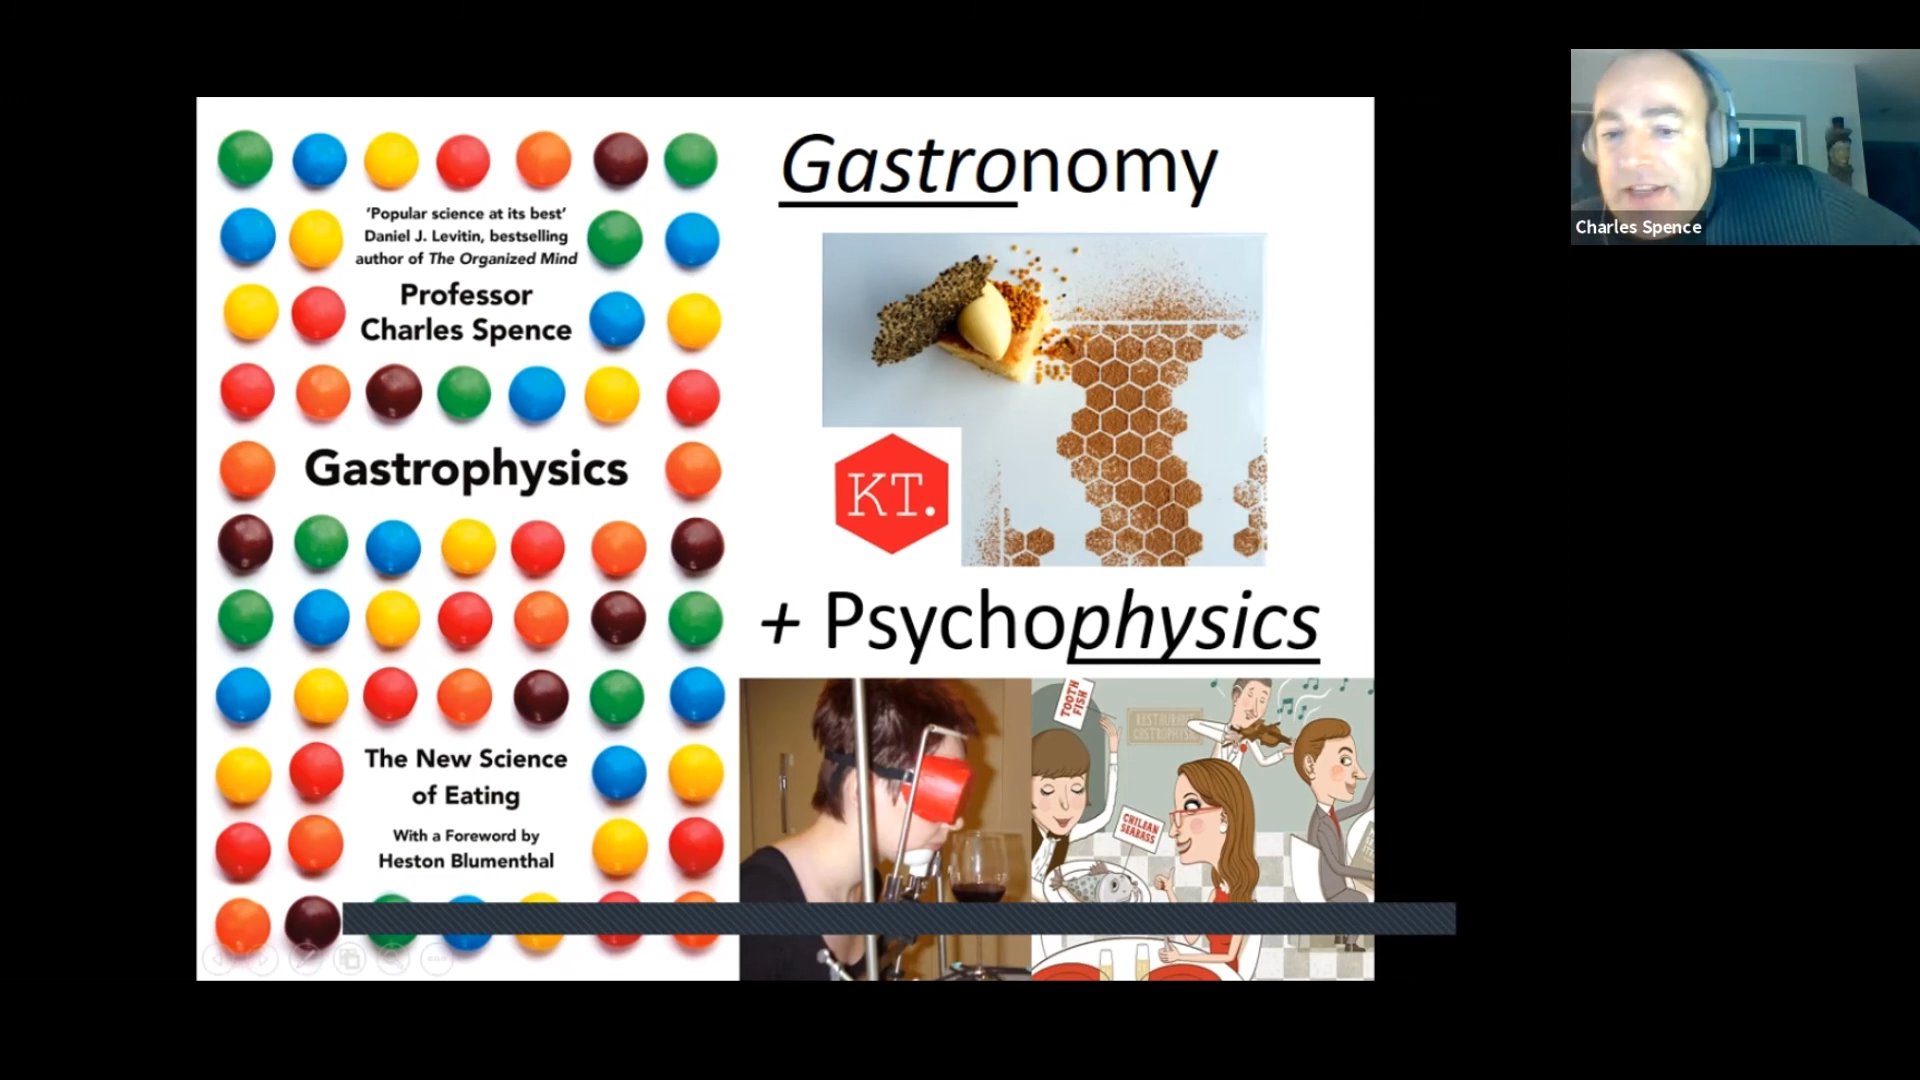 ‘Popular science at its best’
Daniel J. Levitin, bestselling
author of The Organized Mind
Professor
Charles Spence
Gastrophysics
The New Science
of Eating
With a Foreword by
Heston Blumenthal
Gastronomy
KT.
+ Psychophysics
TOOTH
FISH
CHILEAN
SEABASS
Charles Spence